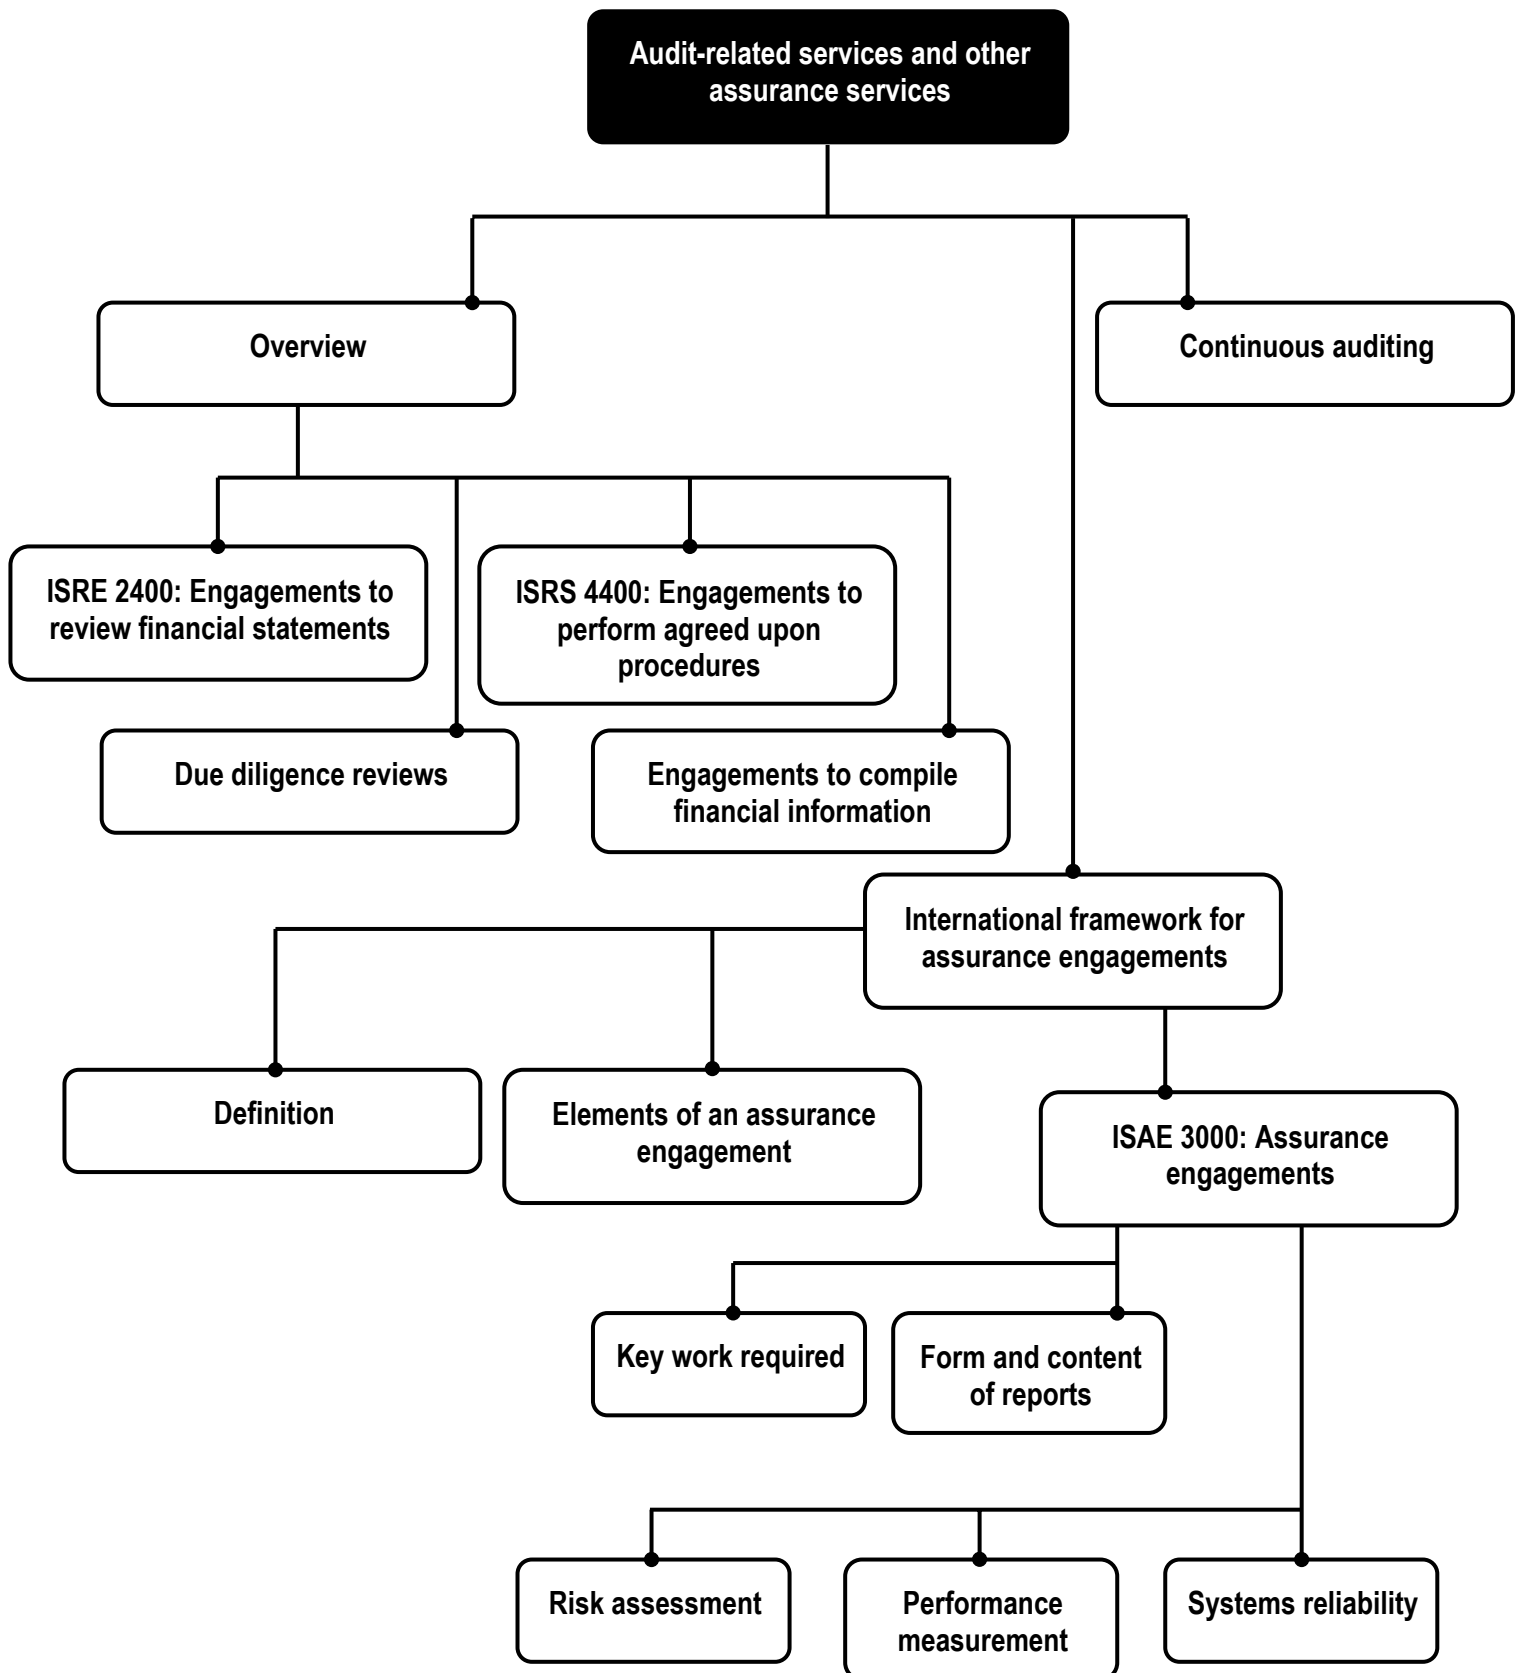 Audit-related services and other
assurance services
Overview
Continuous auditing
ISRE 2400: Engagements to
review financial statements
ISRS 4400: Engagements to
perform agreed upon
procedures
Due diligence reviews
Engagements to compile
financial information
International framework for
assurance engagements
Definition
Elements of an assurance
engagement
ISAE 3000: Assurance
engagements
Key work required
Form and content
of reports
Risk assessment
Performance
measurement
Systems reliability